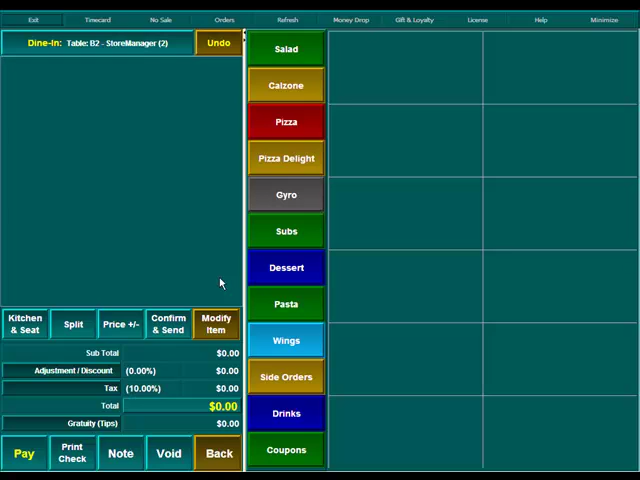 Exit Timecard No Sale Orders Refresh Money Drop Gift & Loyalty License Help Minimize
Dine-In: Table: B2 - StoreManager (2)
Undo
Salad
Calzone
Pizza
Pizza Delight
Gyro
Subs
Dessert
Pasta
Wings
Side Orders
Drinks
Coupons
Kitchen
& Seat
Split
Price +/-
Confirm
& Send
Modify
Item
Sub Total $0.00
Adjustment / Discount (0.00%) $0.00
Tax (10.00%) $0.00
Total $0.00
Gratuity (Tips) $0.00
Pay
Print
Check
Note
Void
Back